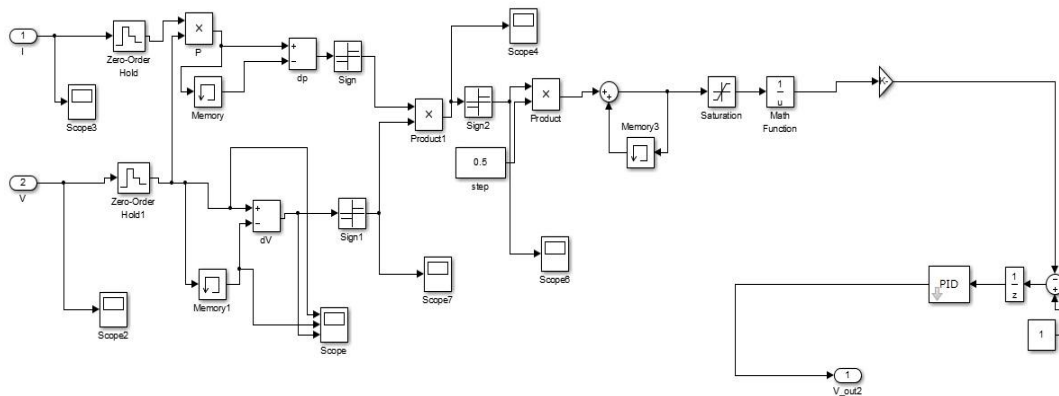 1
I
Zero-Order
Hold
×
P
Scope3
Memory
+
−
dp
Sign
Scope4
×
Product1
Sign2
×
Product
0.5
step
+
+
Memory3
Saturation
1
u
Math
Function
K-
2
V
Zero-Order
Hold1
+
−
dV
Sign1
Scope7
Scope6
Memory1
Scope2
Scope
PID
1
z
−
+
1
1
V_out2